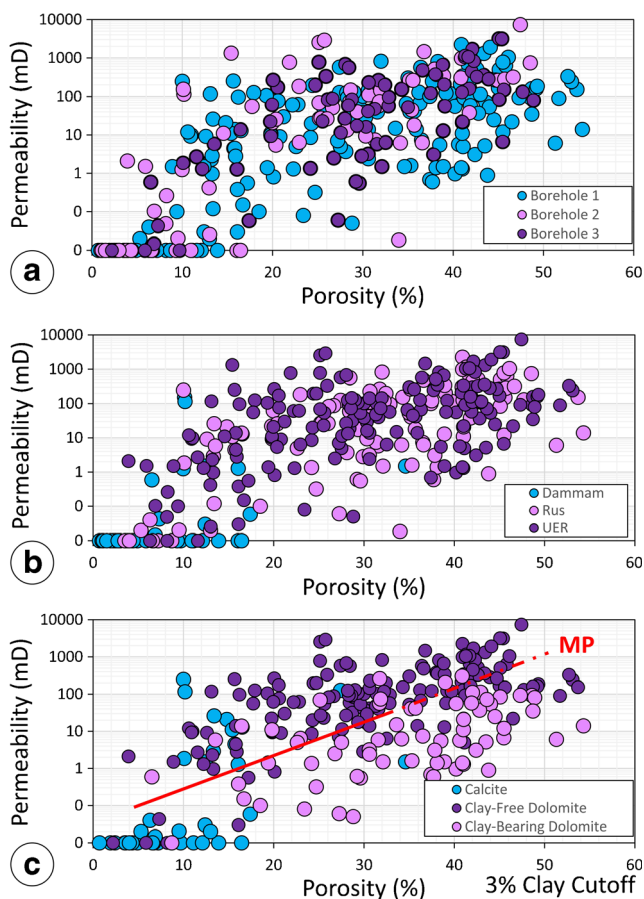 10000
1000
100
10
1
0
0
Permeability (mD)
Borehole 1
Borehole 2
Borehole 3
0 10 20 30 40 50 60
Porosity (%)
a
10000
1000
100
10
1
0
0
Permeability (mD)
Dammam
Rus
UER
0 10 20 30 40 50 60
Porosity (%)
b
10000
1000
100
10
1
0
0
Permeability (mD)
MP
Calcite
Clay-Free Dolomite
Clay-Bearing Dolomite
0 10 20 30 40 50 60
Porosity (%) 3% Clay Cutoff
c